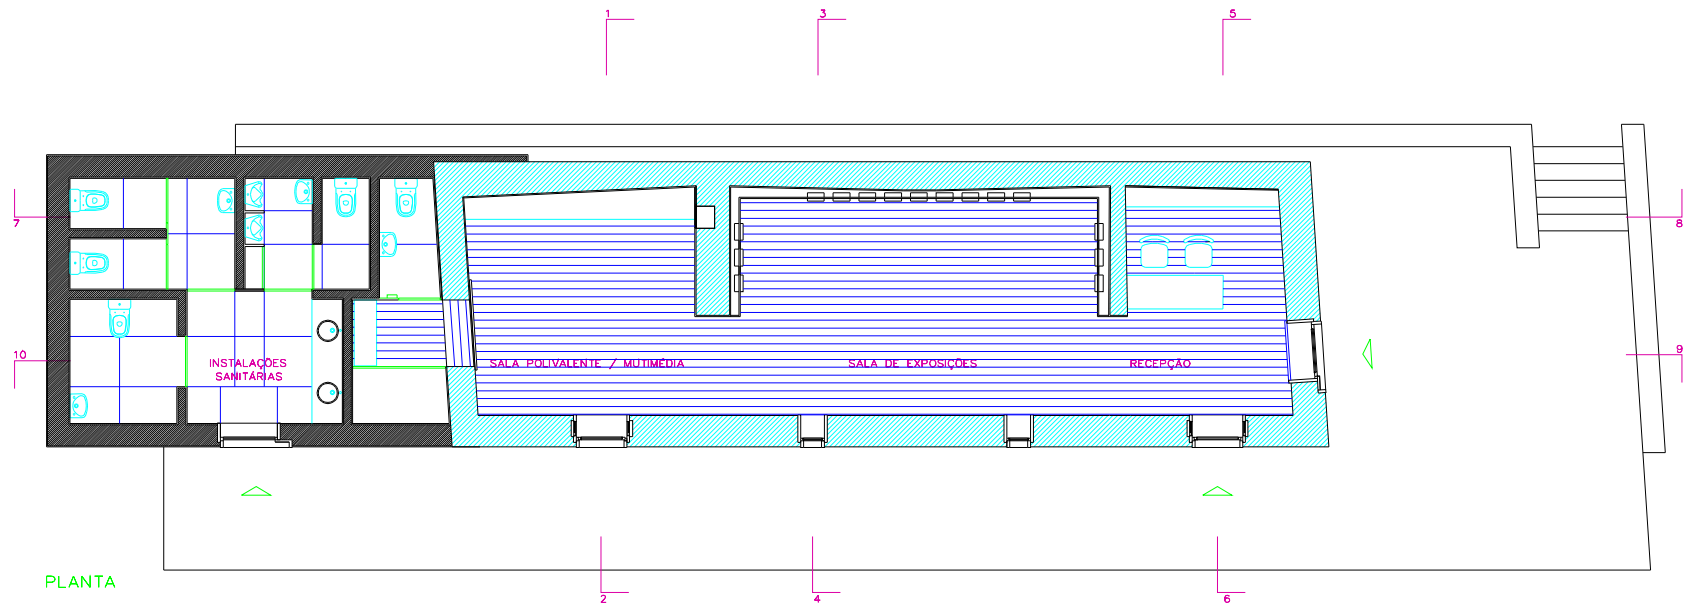 1
3
5
7
8
10
9
INSTALAÇÕES
SANITÁRIAS
SALA POLIVALENTE / MUTIMÉDIA
SALA DE EXPOSIÇÕES
RECEPÇÃO
PLANTA
2
4
6